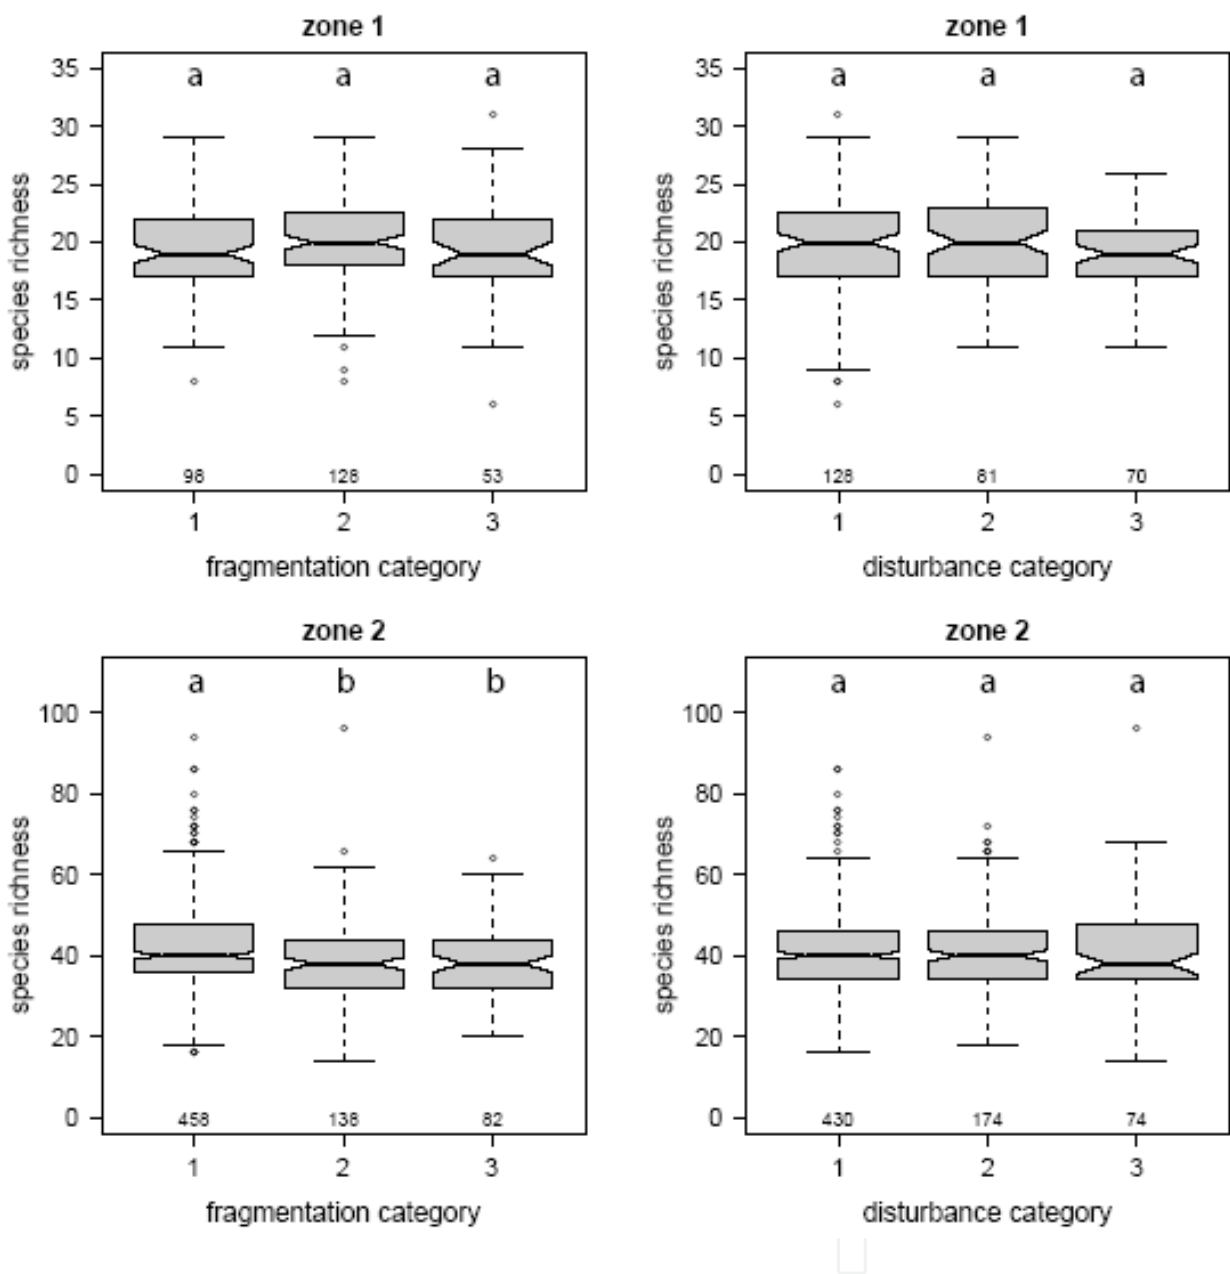 zone 1
35
30
25
20
15
10
5
0
species richness
a a a
98 128 53
1 2 3
fragmentation category
zone 1
35
30
25
20
15
10
5
0
species richness
a a a
128 81 70
1 2 3
disturbance category
zone 2
100
80
60
40
20
0
species richness
a b b
458 138 82
1 2 3
fragmentation category
zone 2
100
80
60
40
20
0
species richness
a a a
430 174 74
1 2 3
disturbance category